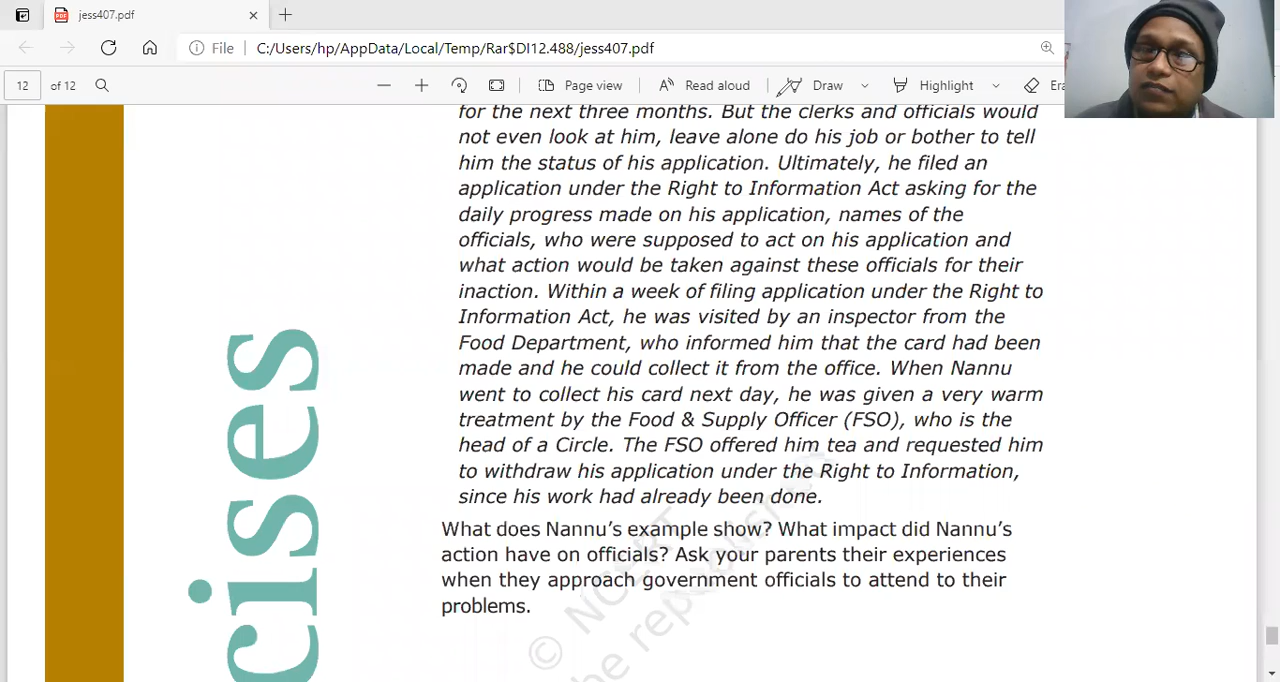 jess407.pdf
File
C:/Users/hp/AppData/Local/Temp/Rar$DI12.488/jess407.pdf
12 of 12
Page view
Read aloud
Draw
Highlight
for the next three months. But the clerks and officials would
not even look at him, leave alone do his job or bother to tell
him the status of his application. Ultimately, he filed an
application under the Right to Information Act asking for the
daily progress made on his application, names of the
officials, who were supposed to act on his application and
what action would be taken against these officials for their
inaction. Within a week of filing application under the Right to
Information Act, he was visited by an inspector from the
Food Department, who informed him that the card had been
made and he could collect it from the office. When Nannu
went to collect his card next day, he was given a very warm
treatment by the Food & Supply Officer (FSO), who is the
head of a Circle. The FSO offered him tea and requested him
to withdraw his application under the Right to Information,
since his work had already been done.
What does Nannu's example show? What impact did Nannu's
action have on officials? Ask your parents their experiences
when they approach government officials to attend to their
problems.
cises
© NCERT
be republished